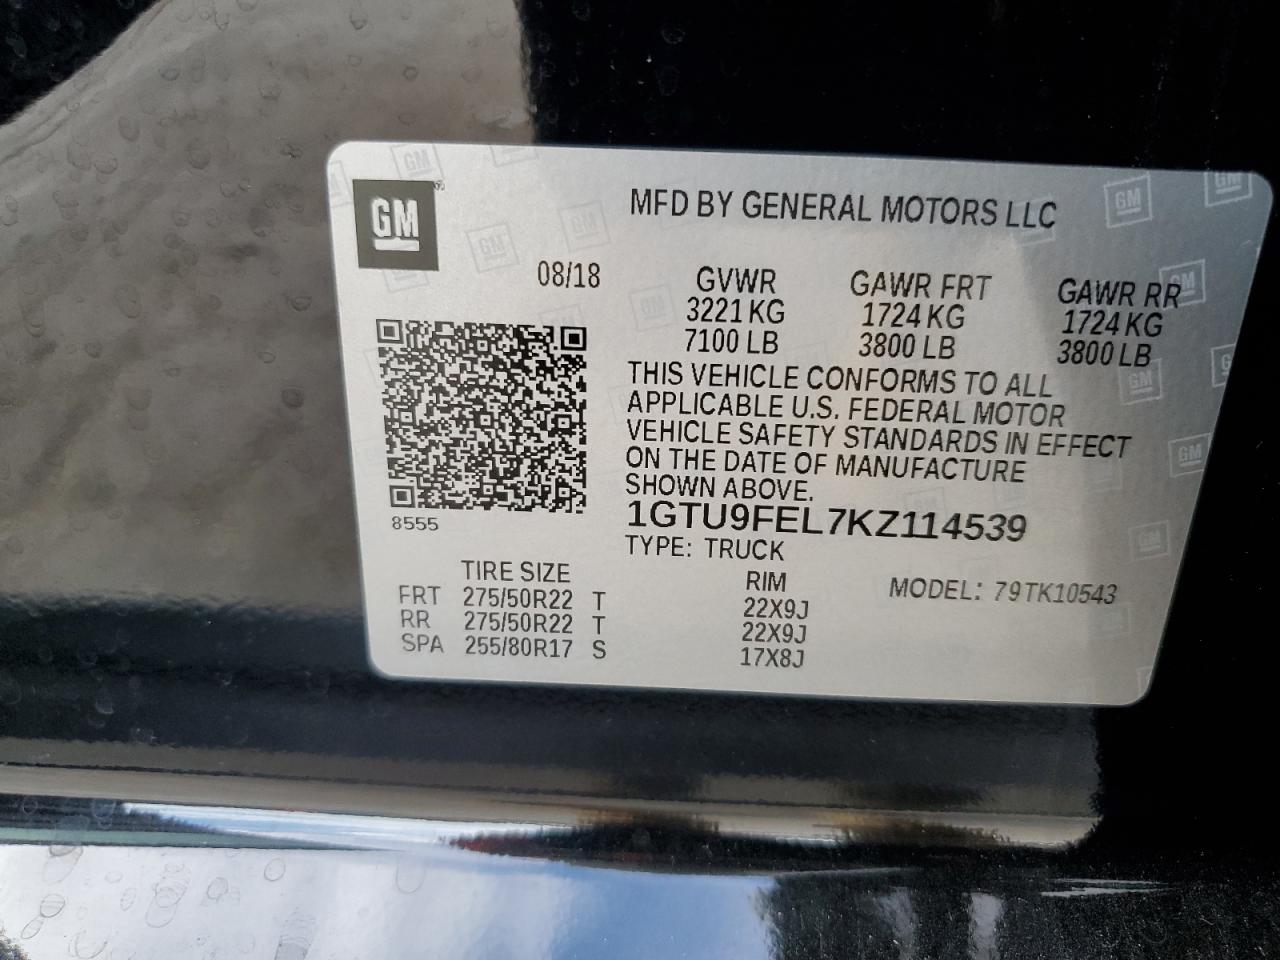 GM
MFD BY GENERAL MOTORS LLC
08/18
GVWR GAWR FRT GAWR RR
3221 KG 1724 KG 1724 KG
7100 LB 3800 LB 3800 LB
THIS VEHICLE CONFORMS TO ALL
APPLICABLE U.S. FEDERAL MOTOR
VEHICLE SAFETY STANDARDS IN EFFECT
ON THE DATE OF MANUFACTURE
SHOWN ABOVE.
8555
1GTU9FEL7KZ114539
TYPE: TRUCK
TIRE SIZE RIM MODEL: 79TK10543
FRT 275/50R22 T 22X9J
RR 275/50R22 T 22X9J
SPA 255/80R17 S 17X8J